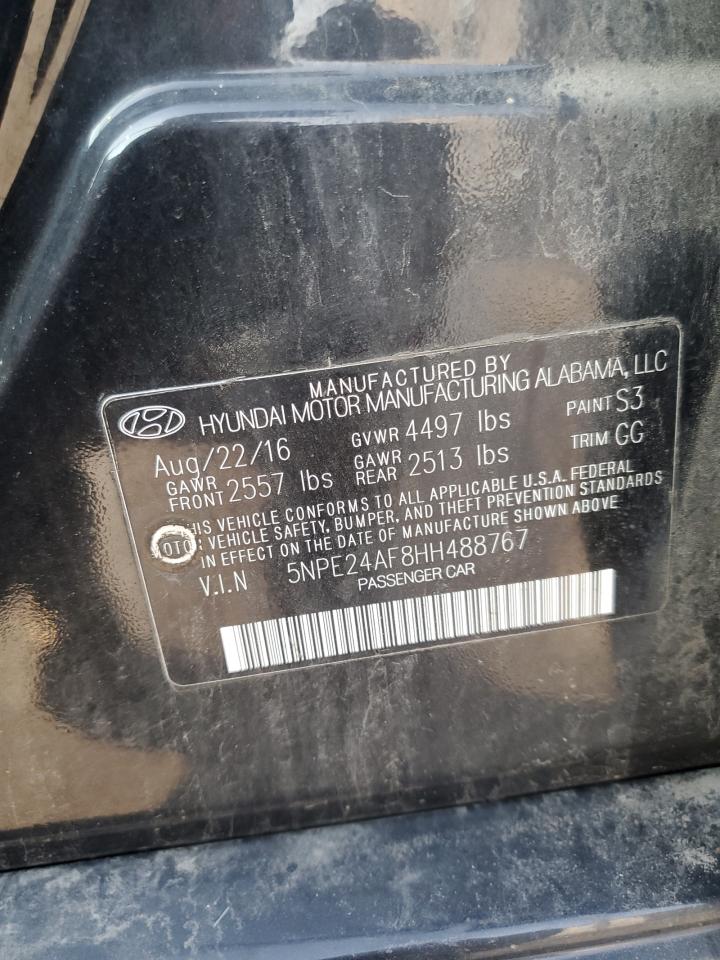 MANUFACTURED BY
HYUNDAI MOTOR MANUFACTURING ALABAMA, LLC
Aug/22/16 GVWR 4497 lbs PAINT S3
GAWR FRONT 2557 lbs GAWR REAR 2513 lbs TRIM GG
THIS VEHICLE CONFORMS TO ALL APPLICABLE U.S.A. FEDERAL
MOTOR VEHICLE SAFETY, BUMPER, AND THEFT PREVENTION STANDARDS
IN EFFECT ON THE DATE OF MANUFACTURE SHOWN ABOVE
V.I.N 5NPE24AF8HH488767
PASSENGER CAR